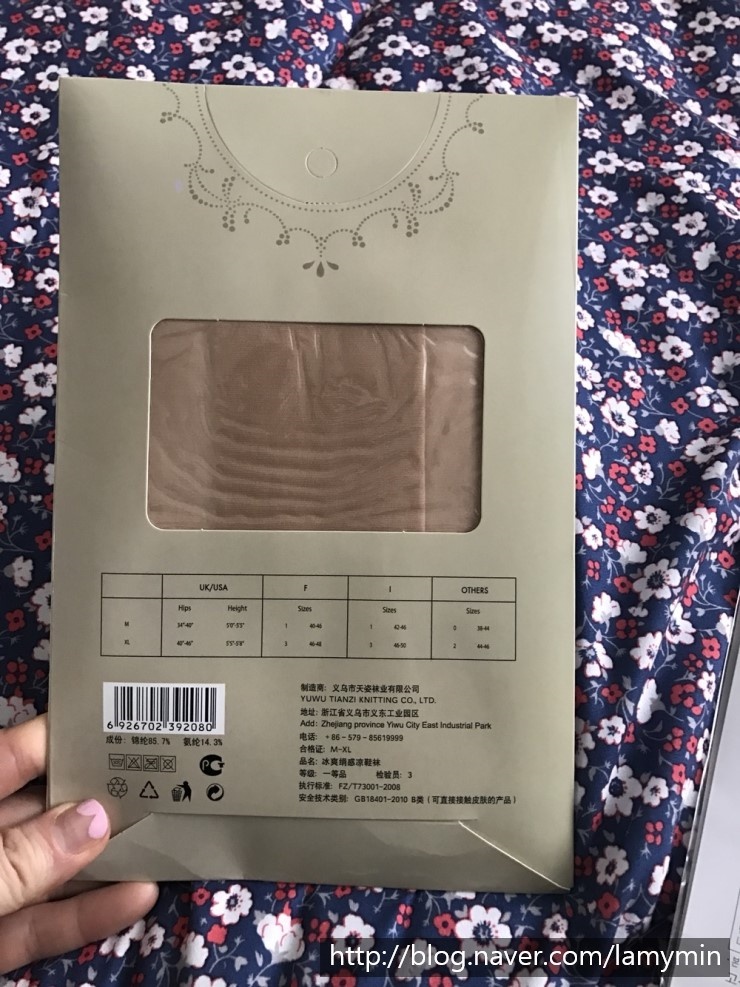 UK/USA F I OTHERS
Hips Height Sizes Sizes Sizes
M 34"-40" 5'0"-5'5" 1 42-46 0 38-44
XL 40"-46" 5'5"-5'8" 3 46-48 3 46-50 2 44-46
6 926702 392080
成份: 锦纶85.7% 氨纶14.3%
制造商: 义乌市天姿袜业有限公司
YUWU TIANZI KNITTING CO., LTD.
地址: 浙江省义乌市义东工业园区
Add: Zhejiang province Yiwu City East Industrial Park
电话: +86-579-85619999
合格证: M-XL
品名: 冰爽绢感凉鞋袜
等级: 一等品 检验员: 3
执行标准: FZ/T73001-2008
安全技术类别: GB18401-2010 B类 (可直接接触皮肤的产品)
http://blog.naver.com/lamymin